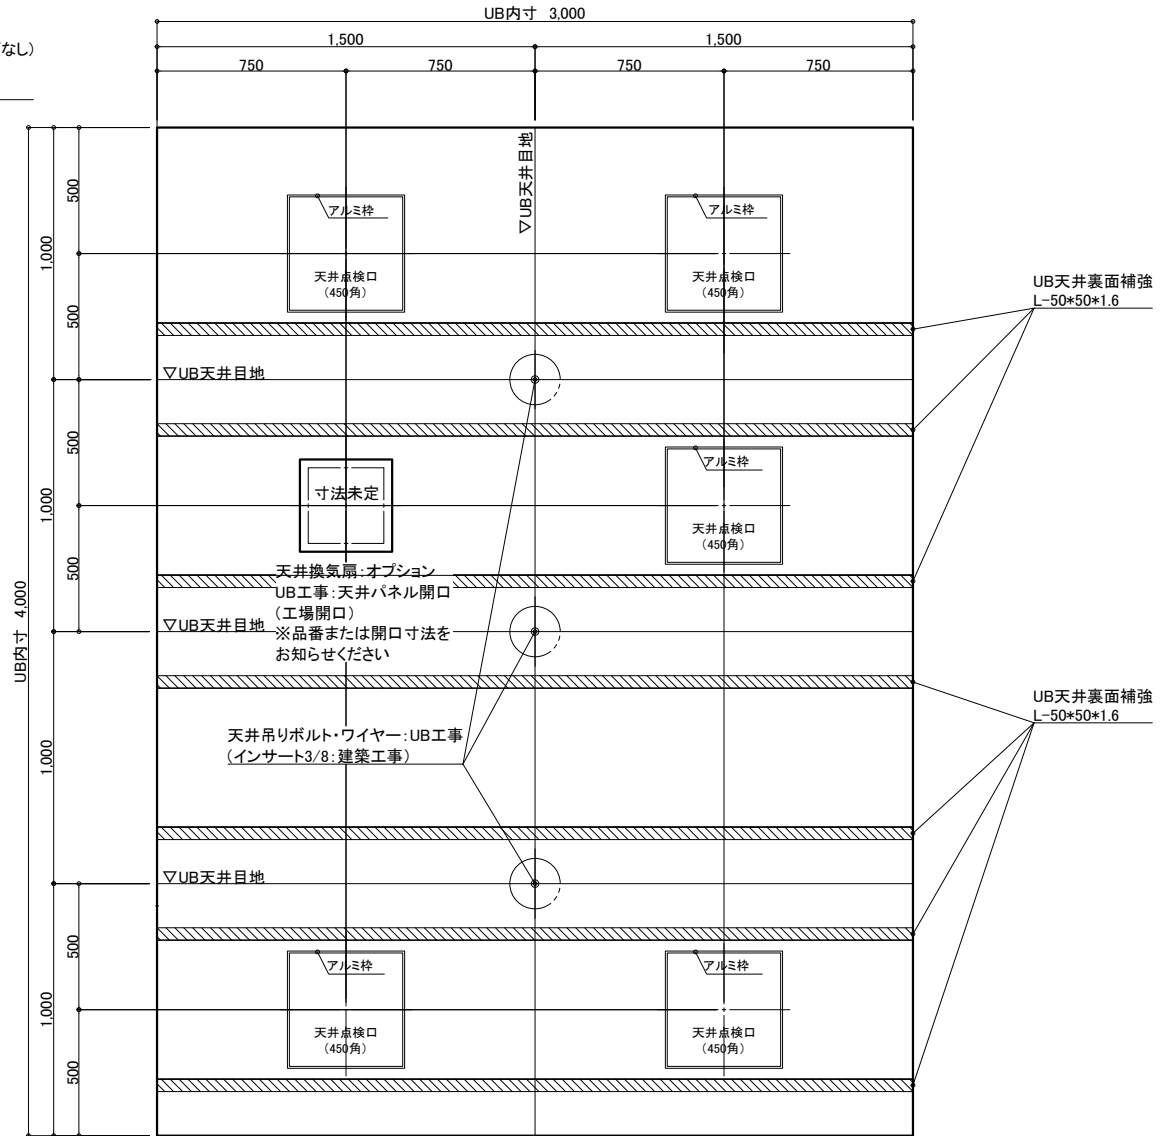 UB内寸 3,000
なし)
1,500
1,500
750
750
750
750
▽UB天井目地
500
1,000
500
アルミ枠
天井点検口
(450角)
アルミ枠
天井点検口
(450角)
UB天井裏面補強
L-50*50*1.6
▽UB天井目地
UB内寸 4,000
500
1,000
500
寸法未定
アルミ枠
天井点検口
(450角)
天井換気扇:オプション
UB工事:天井パネル開口
(工場開口)
※品番または開口寸法を
お知らせください
▽UB天井目地
UB天井裏面補強
L-50*50*1.6
1,000
天井吊りボルト・ワイヤー:UB工事
(インサート3/8:建築工事)
▽UB天井目地
500
1,000
500
アルミ枠
天井点検口
(450角)
アルミ枠
天井点検口
(450角)